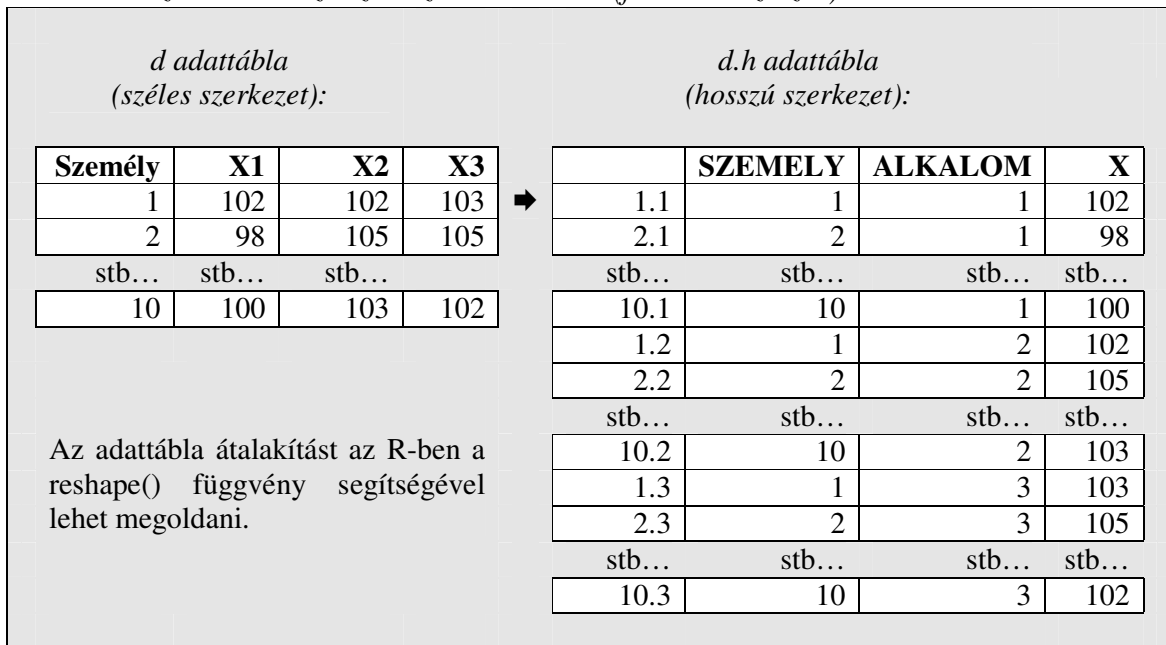 d adattábla
(széles szerkezet):
Személy X1 X2 X3
1 102 102 103
2 98 105 105
stb… stb… stb…
10 100 103 102
Az adattábla átalakítást az R-ben a
reshape() függvény segítségével
lehet megoldani.
d.h adattábla
(hosszú szerkezet):
SZEMELY ALKALOM X
1.1 1 1 102
2.1 2 1 98
stb… stb… stb… stb…
10.1 10 1 100
1.2 1 2 102
2.2 2 2 105
stb… stb… stb… stb…
10.2 10 2 103
1.3 1 3 103
2.3 2 3 105
stb… stb… stb… stb…
10.3 10 3 102